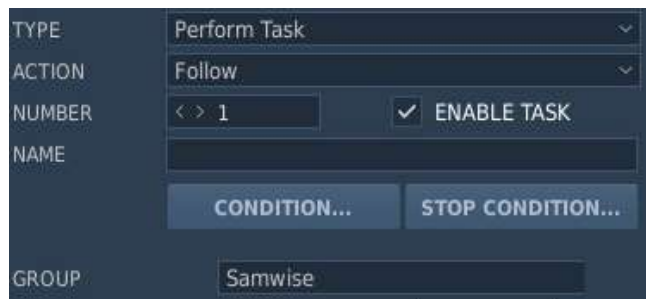 TYPE Perform Task
ACTION Follow
NUMBER < > 1 ENABLE TASK
NAME
CONDITION... STOP CONDITION...
GROUP Samwise